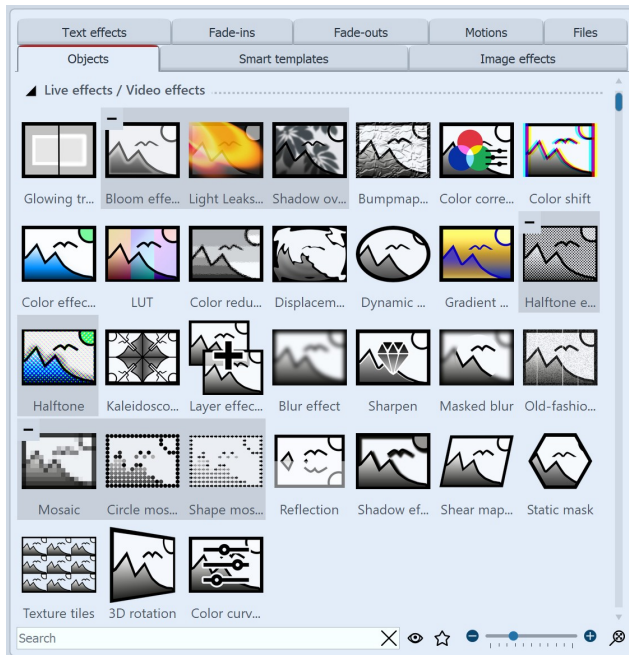 Text effects Fade-ins Fade-outs Motions Files
Objects Smart templates Image effects
Live effects / Video effects
Glowing tr... Bloom effe... Light Leaks... Shadow ov... Bumpmap... Color corre... Color shift
Color effec... LUT Color redu... Displacem... Dynamic ... Gradient ... Halftone e...
Halftone Kaleidosco... Layer effec... Blur effect Sharpen Masked blur Old-fashio...
Mosaic Circle mos... Shape mos... Reflection Shadow ef... Shear map... Static mask
Texture tiles 3D rotation Color curv...
Search